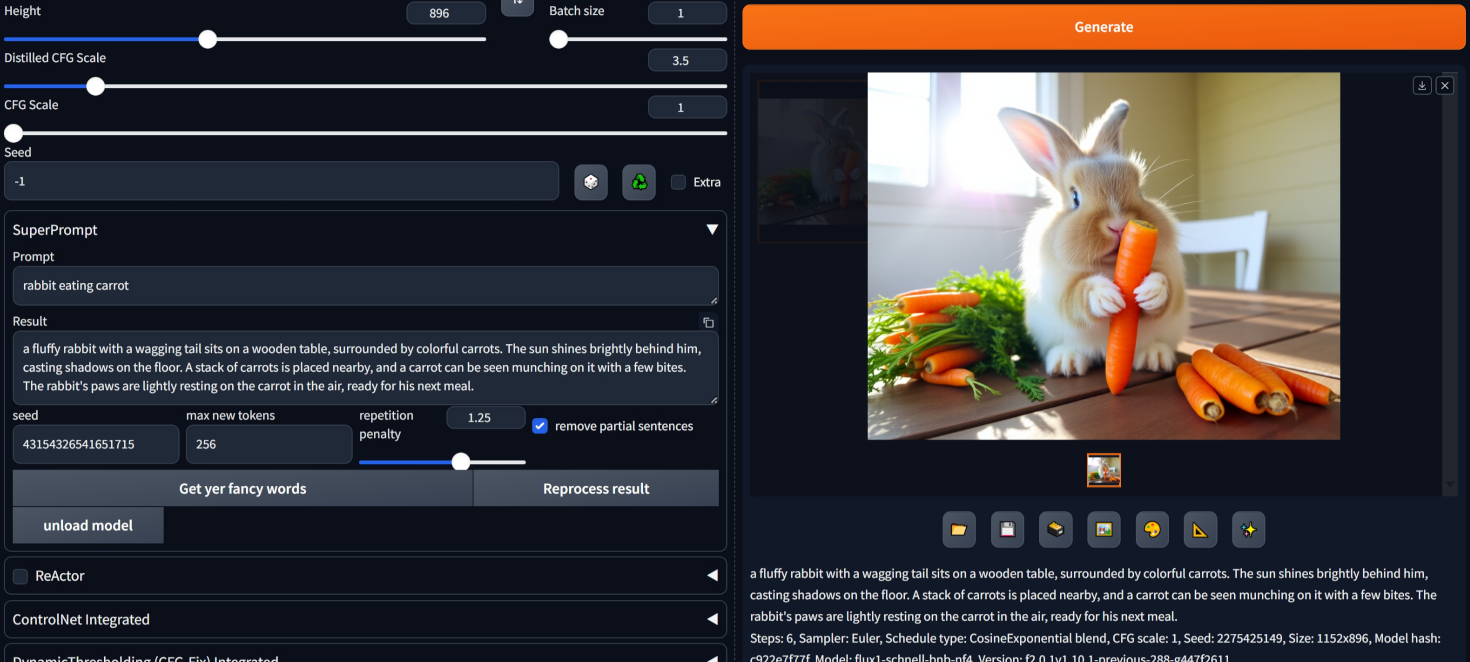 Height
896
Batch size
1
Distilled CFG Scale
3.5
CFG Scale
1
Seed
-1
Extra
SuperPrompt
Prompt
rabbit eating carrot
Result
a fluffy rabbit with a wagging tail sits on a wooden table, surrounded by colorful carrots. The sun shines brightly behind him,
casting shadows on the floor. A stack of carrots is placed nearby, and a carrot can be seen munching on it with a few bites.
The rabbit's paws are lightly resting on the carrot in the air, ready for his next meal.
seed
43154326541651715
max new tokens
256
repetition
penalty
1.25
remove partial sentences
Get yer fancy words
Reprocess result
unload model
ReActor
ControlNet Integrated
DynamicThresholding (CFG-Fix) Integrated
Generate
a fluffy rabbit with a wagging tail sits on a wooden table, surrounded by colorful carrots. The sun shines brightly behind him,
casting shadows on the floor. A stack of carrots is placed nearby, and a carrot can be seen munching on it with a few bites. The
rabbit's paws are lightly resting on the carrot in the air, ready for his next meal.
Steps: 6, Sampler: Euler, Schedule type: CosineExponential blend, CFG scale: 1, Seed: 2275425149, Size: 1152x896, Model hash:
c922e7f77f, Model: flux1-schnell-bnb-nf4, Version: f2.0.1v1.10.1-previous-288-g447f2611